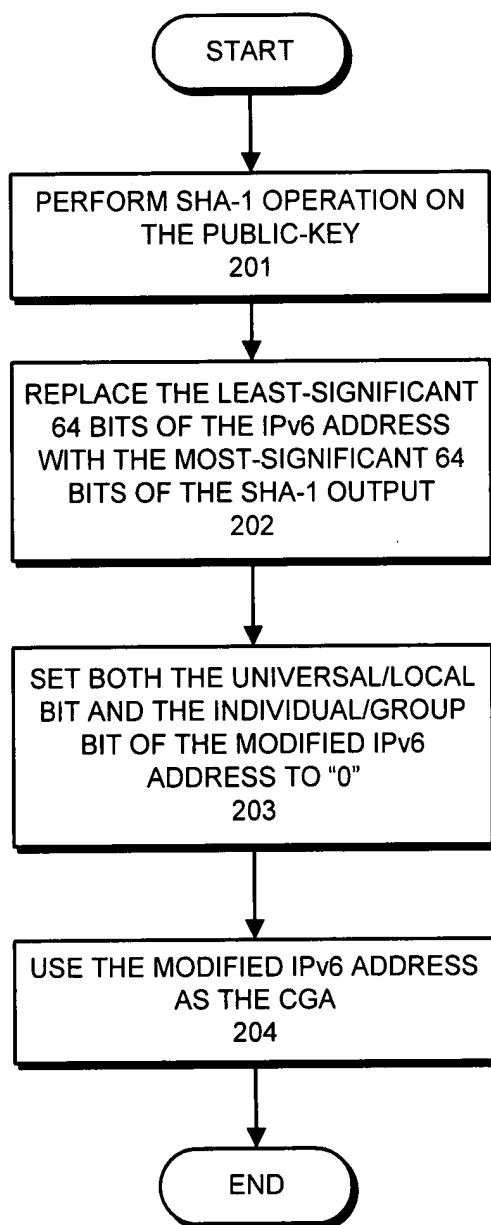 START
PERFORM SHA-1 OPERATION ON
THE PUBLIC-KEY
201
REPLACE THE LEAST-SIGNIFICANT
64 BITS OF THE IPv6 ADDRESS
WITH THE MOST-SIGNIFICANT 64
BITS OF THE SHA-1 OUTPUT
202
SET BOTH THE UNIVERSAL/LOCAL
BIT AND THE INDIVIDUAL/GROUP
BIT OF THE MODIFIED IPv6
ADDRESS TO “0”
203
USE THE MODIFIED IPv6 ADDRESS
AS THE CGA
204
END